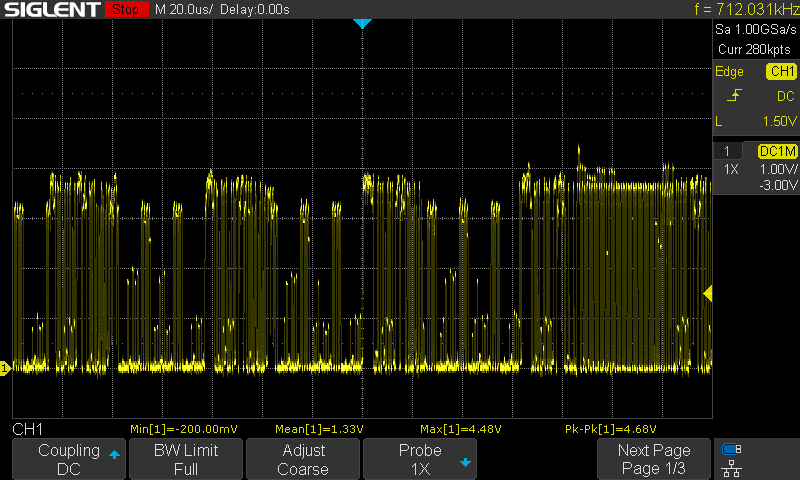 SIGLENT Stop M 20.0us/ Delay:0.00s f = 712.031kHz
Sa 1.00GSa/s
Curr 280kpts
Edge CH1
DC
L 1.50V
1 DC1M
1X 1.00V/
-3.00V
1
CH1 Min[1]=-200.00mV Mean[1]=1.33V Max[1]=4.48V Pk-Pk[1]=4.68V
Coupling BW Limit Adjust Probe Next Page
DC Full Coarse 1X Page 1/3